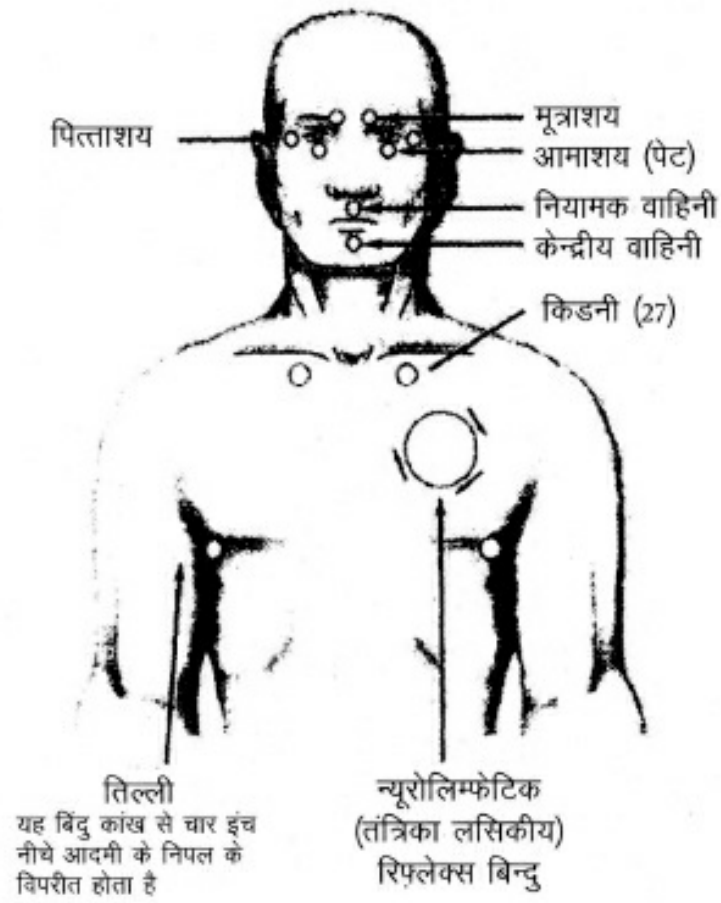 पित्ताशय
मूत्राशय
आमाशय (पेट)
नियामक वाहिनी
केन्द्रीय वाहिनी
किडनी (27)
तिल्ली
यह बिंदु कांख से चार इंच
नीचे आदमी के निपल के
विपरीत होता है
न्यूरोलिम्फेटिक
(तंत्रिका लसिकीय)
रिफ़्लेक्स बिन्दु